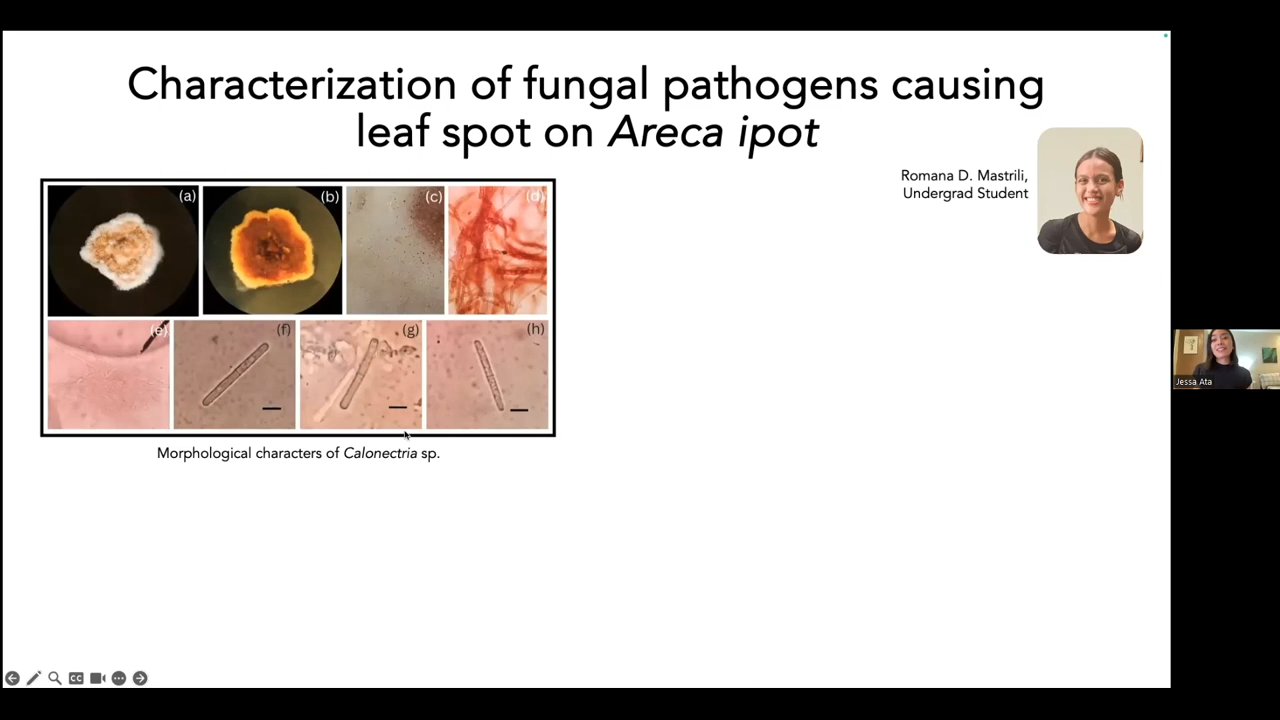 Characterization of fungal pathogens causing
leaf spot on Areca ipot
Romana D. Mastrili,
Undergrad Student
(a)
(b)
(c)
(d)
(e)
(f)
(g)
(h)
Morphological characters of Calonectria sp.
Jessa Ata
CC